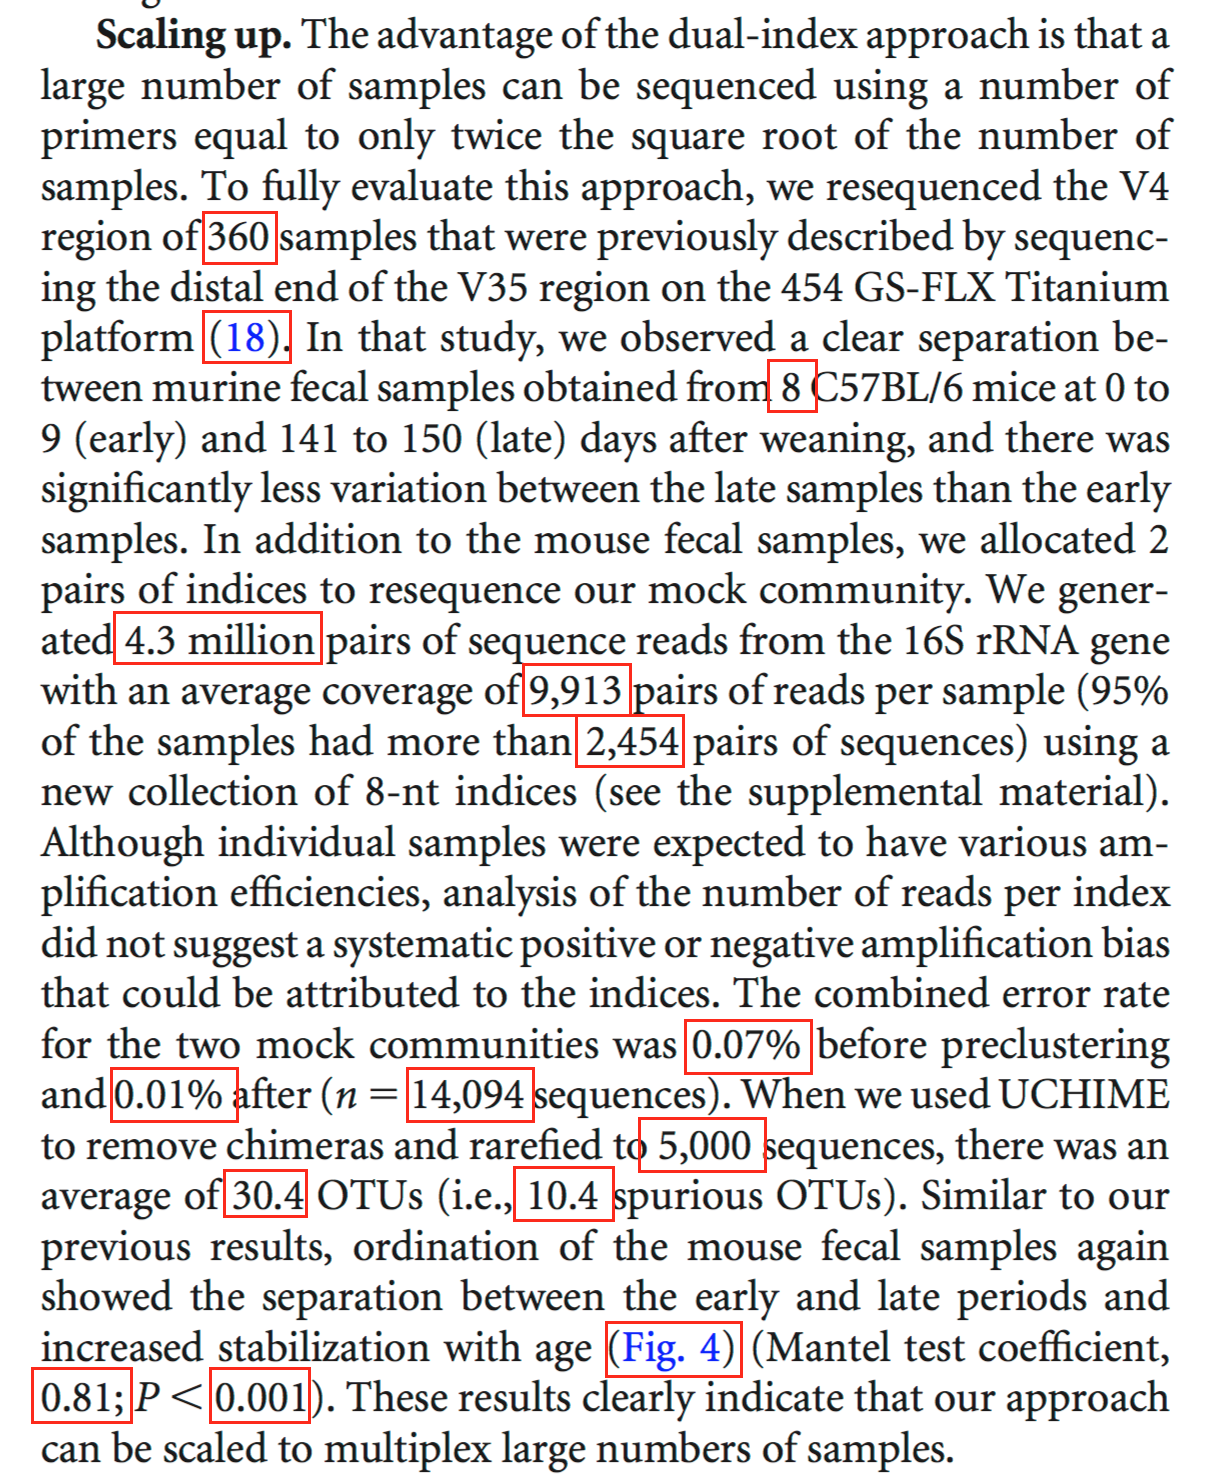 Scaling up. The advantage of the dual-index approach is that a
large number of samples can be sequenced using a number of
primers equal to only twice the square root of the number of
samples. To fully evaluate this approach, we resequenced the V4
region of 360 samples that were previously described by sequenc-
ing the distal end of the V35 region on the 454 GS-FLX Titanium
platform (18). In that study, we observed a clear separation be-
tween murine fecal samples obtained from 8 C57BL/6 mice at 0 to
9 (early) and 141 to 150 (late) days after weaning, and there was
significantly less variation between the late samples than the early
samples. In addition to the mouse fecal samples, we allocated 2
pairs of indices to resequence our mock community. We gener-
ated 4.3 million pairs of sequence reads from the 16S rRNA gene
with an average coverage of 9,913 pairs of reads per sample (95%
of the samples had more than 2,454 pairs of sequences) using a
new collection of 8-nt indices (see the supplemental material).
Although individual samples were expected to have various am-
plification efficiencies, analysis of the number of reads per index
did not suggest a systematic positive or negative amplification bias
that could be attributed to the indices. The combined error rate
for the two mock communities was 0.07% before preclustering
and 0.01% after (n = 14,094 sequences). When we used UCHIME
to remove chimeras and rarefied to 5,000 sequences, there was an
average of 30.4 OTUs (i.e., 10.4 spurious OTUs). Similar to our
previous results, ordination of the mouse fecal samples again
showed the separation between the early and late periods and
increased stabilization with age (Fig. 4) (Mantel test coefficient,
0.81; P < 0.001). These results clearly indicate that our approach
can be scaled to multiplex large numbers of samples.